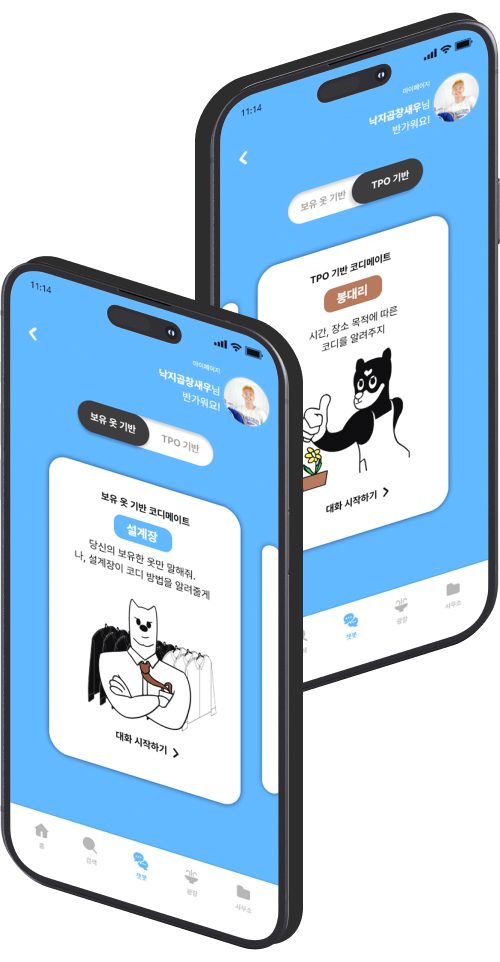 11:14
마이페이지
낙지곱창새우님
반가워요!
보유 옷 기반
TPO 기반
TPO 기반 코디메이트
봉대리
시간, 장소 목적에 따른
코디를 알려주지
대화 시작하기
챗봇
광장
사무소
11:14
마이페이지
낙지곱창새우님
반가워요!
보유 옷 기반
TPO 기반
보유 옷 기반 코디메이트
설계장
당신의 보유한 옷만 말해줘.
나, 설계장이 코디 방법을 알려줄게
대화 시작하기
홈
검색
챗봇
광장
사무소